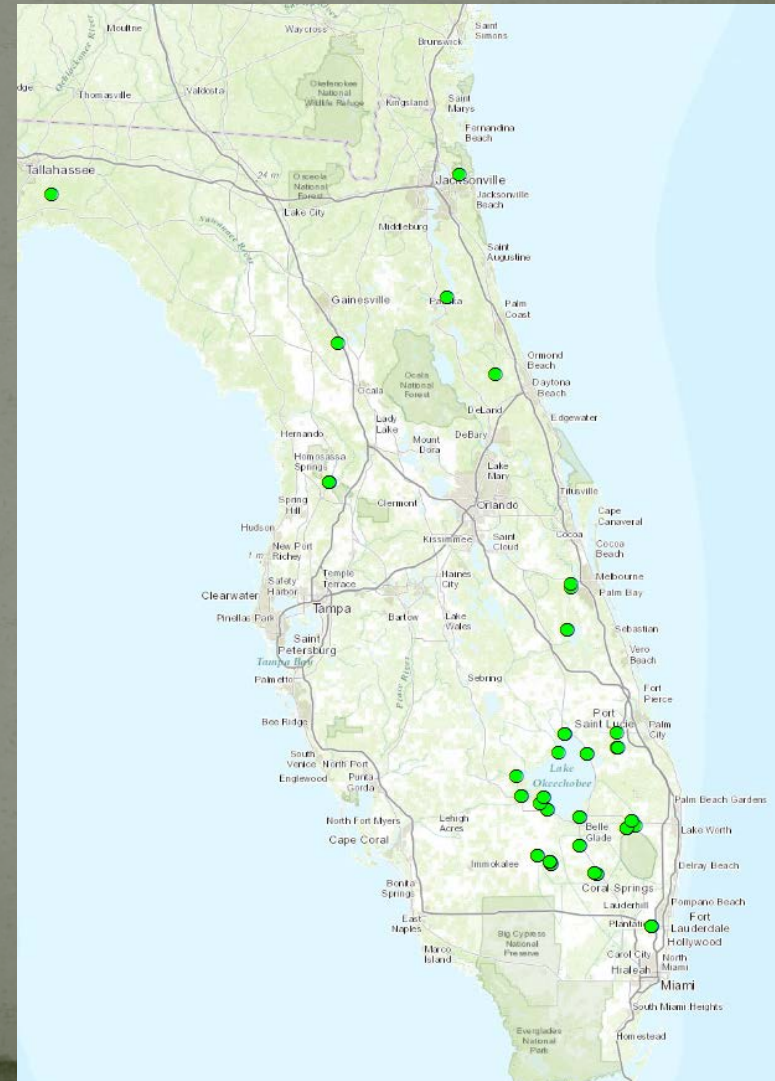 Moultrie
Waycross
Saint
Simons
Brunswick
Ochlockonee River
Okefenokee
National
Wildlife Refuge
Thomasville
Valdosta
Kingsland
Saint
Marys
Fernandina
Beach
Tallahassee
24 m
Osceola
National
Forest
Jacksonville
Jacksonville
Beach
Lake City
Middleburg
Suwannee River
Saint
Augustine
Gainesville
Palm
Coast
Ormond
Beach
Daytona
Beach
Ocala
National
Forest
Ocala
DeLand
Lady
Lake
Edgewater
Hernando
Mount
Dora
DeBary
Homosassa
Springs
Lake
Mary
Titusville
Spring
Hill
Clermont
Orlando
Cape
Canaveral
Hudson
Kissimmee
Saint
Cloud
Cocoa
Cocoa
Beach
1 m
New Port
Richey
Temple
Terrace
Haines
City
Melbourne
Palm Bay
Safety
Harbor
Clearwater
Tampa
Pinellas Park
Bartow
Lake
Wales
Sebastian
Saint
Petersburg
Tampa Bay
Vero
Beach
Palmetto
Peace River
Sebring
Fort
Pierce
Bee Ridge
Port
Saint Lucie
Palm
City
South
Venice
North Port
Englewood
Punta
Gorda
Lake
Okeechobee
Palm Beach Gardens
North Fort Myers
Lehigh
Acres
Belle
Glade
Lake Worth
Cape Coral
Immokalee
Delray Beach
Bonita
Springs
Coral Springs
Lauderhill
Pompano Beach
East
Naples
Fort
Lauderdale
Hollywood
Big Cypress
National
Preserve
Marco
Island
Carol City
North
Miami
Hialeah
Miami
South Miami Heights
Everglades
National
Park
Homestead